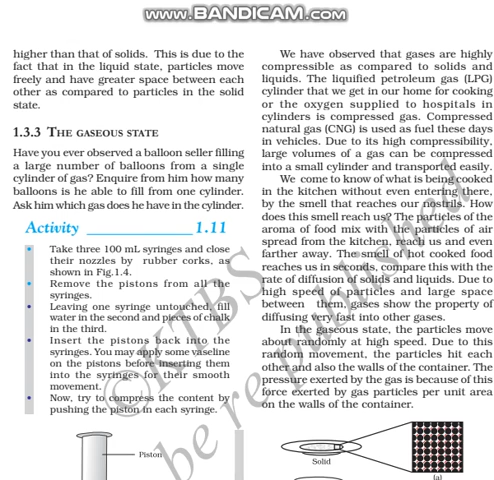 www.BANDICAM.com
higher than that of solids. This is due to the
fact that in the liquid state, particles move
freely and have greater space between each
other as compared to particles in the solid
state.
1.3.3 THE GASEOUS STATE
Have you ever observed a balloon seller filling
a large number of balloons from a single
cylinder of gas? Enquire from him how many
balloons is he able to fill from one cylinder.
Ask him which gas does he have in the cylinder.
Activity ______________ 1.11
• Take three 100 mL syringes and close
their nozzles by rubber corks, as
shown in Fig.1.4.
• Remove the pistons from all the
syringes.
• Leaving one syringe untouched, fill
water in the second and pieces of chalk
in the third.
• Insert the pistons back into the
syringes. You may apply some vaseline
on the pistons before inserting them
into the syringes for their smooth
movement.
• Now, try to compress the content by
pushing the piston in each syringe.
Piston
We have observed that gases are highly
compressible as compared to solids and
liquids. The liquified petroleum gas (LPG)
cylinder that we get in our home for cooking
or the oxygen supplied to hospitals in
cylinders is compressed gas. Compressed
natural gas (CNG) is used as fuel these days
in vehicles. Due to its high compressibility,
large volumes of a gas can be compressed
into a small cylinder and transported easily.
We come to know of what is being cooked
in the kitchen without even entering there,
by the smell that reaches our nostrils. How
does this smell reach us? The particles of the
aroma of food mix with the particles of air
spread from the kitchen, reach us and even
farther away. The smell of hot cooked food
reaches us in seconds; compare this with the
rate of diffusion of solids and liquids. Due to
high speed of particles and large space
between them, gases show the property of
diffusing very fast into other gases.
In the gaseous state, the particles move
about randomly at high speed. Due to this
random movement, the particles hit each
other and also the walls of the container. The
pressure exerted by the gas is because of this
force exerted by gas particles per unit area
on the walls of the container.
Solid
(a)
©KTBS
be republished